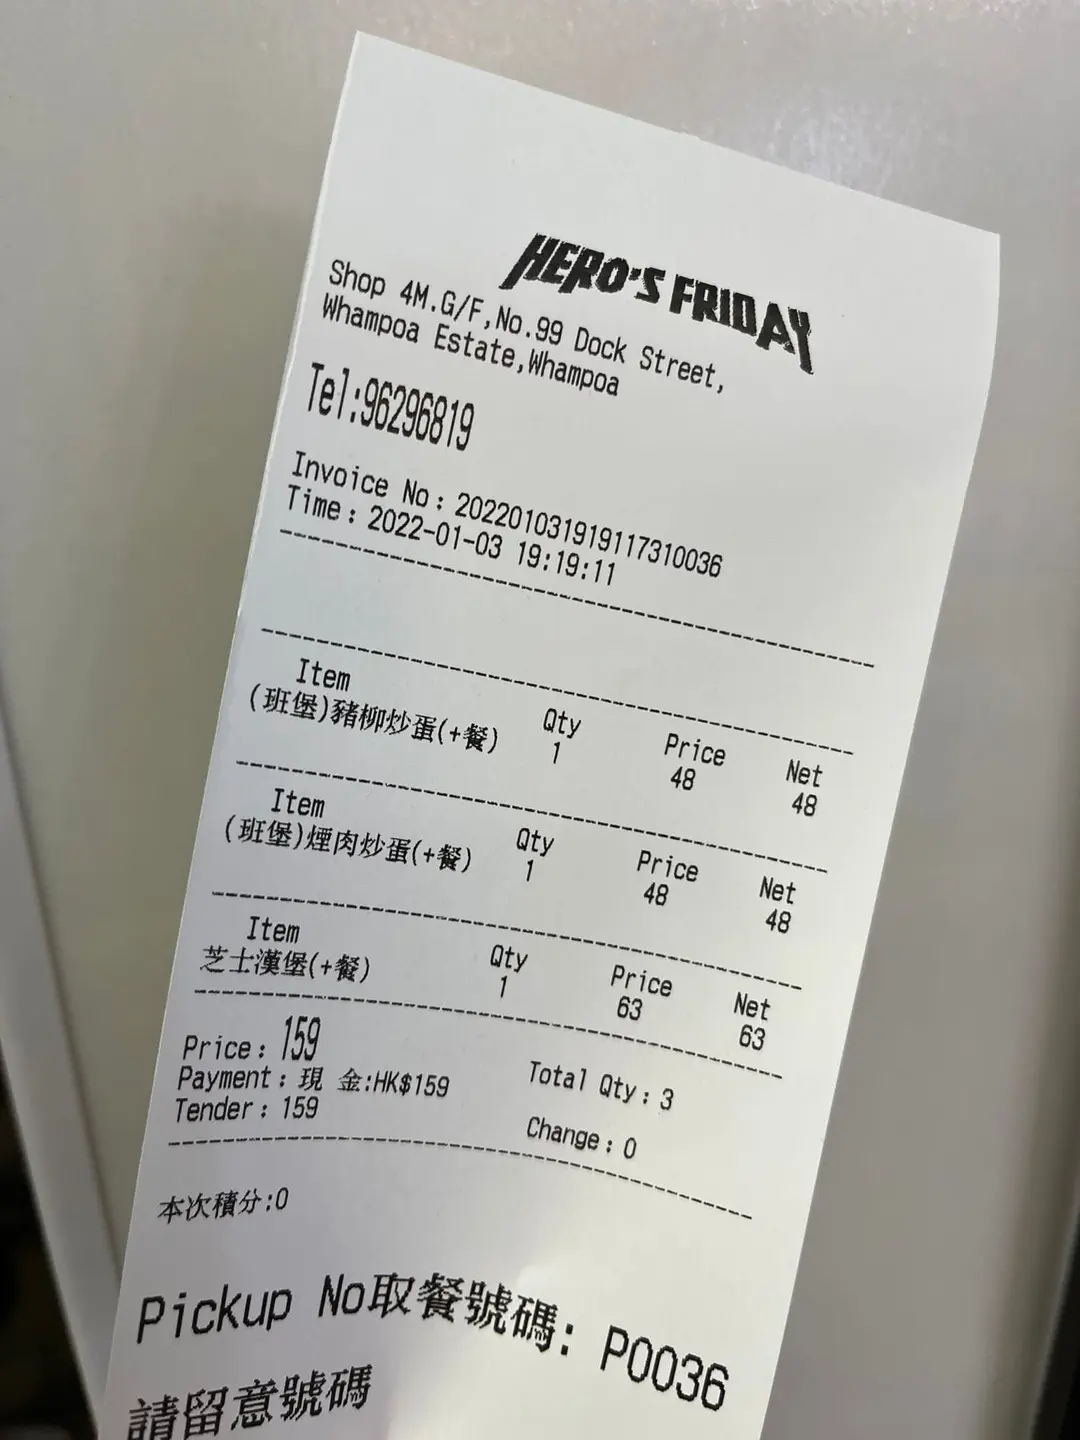 HERO'S FRIDAY
Shop 4M.G/F,No.99 Dock Street,
Whampoa Estate,Whampoa
Tel:96296819
Invoice No: 2022010319191117310036
Time: 2022-01-03 19:19:11
Item Qty Price Net
(班堡)豬柳炒蛋(+餐) 1 48 48
Item Qty Price Net
(班堡)煙肉炒蛋(+餐) 1 48 48
Item Qty Price Net
芝士漢堡(+餐) 1 63 63
Price: 159 Total Qty: 3
Payment: 現 金:HK$159
Tender: 159 Change: 0
本次積分:0
Pickup No取餐號碼: P0036
請留意號碼